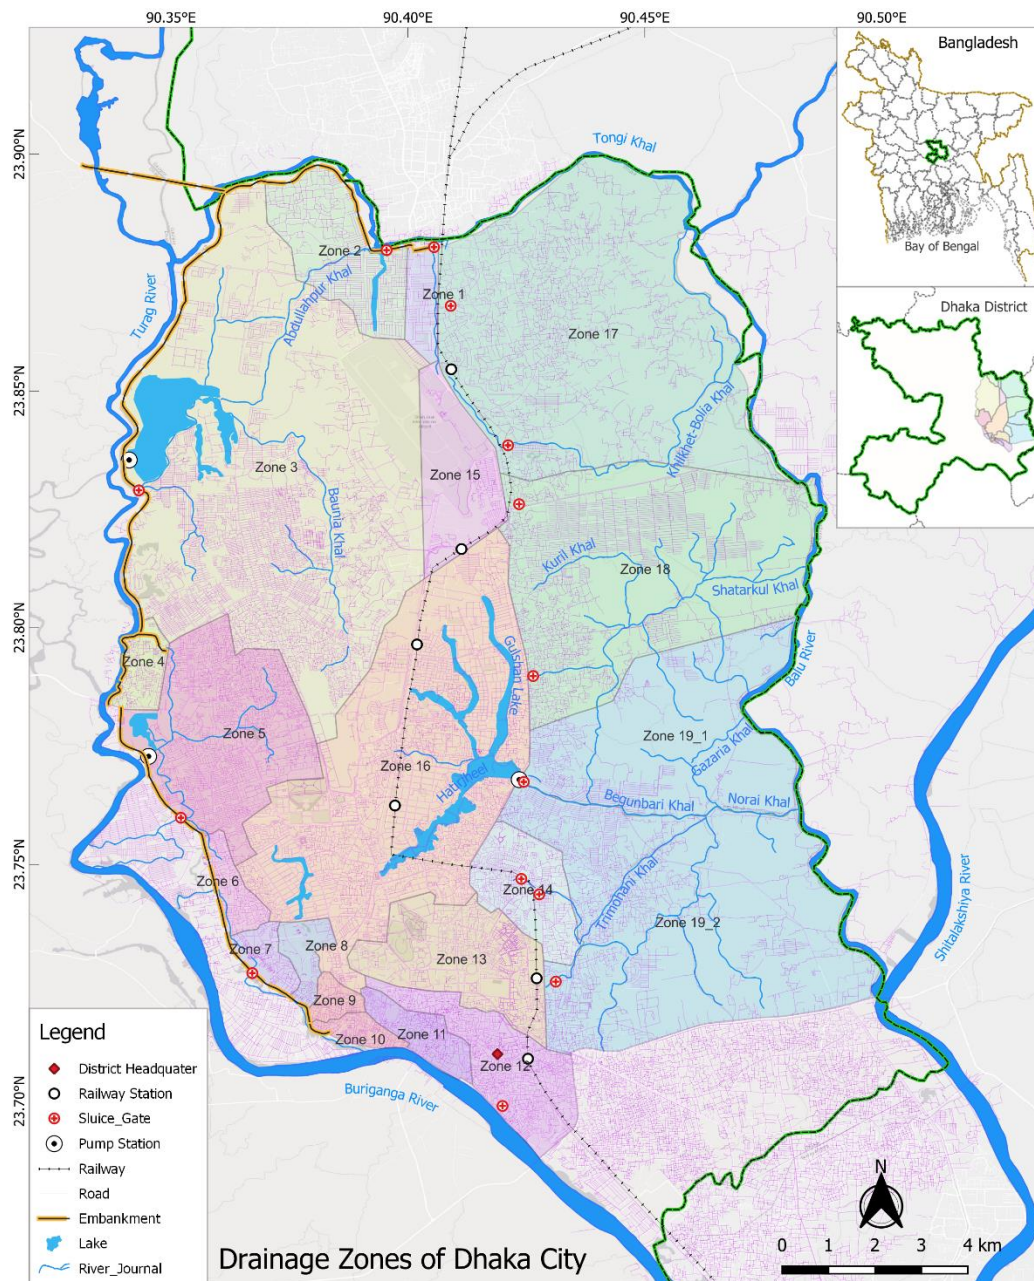 90.35°E 90.40°E 90.45°E 90.50°E
Bangladesh
Bay of Bengal
Dhaka District
23.90°N
23.85°N
23.80°N
23.75°N
23.70°N
Tongi Khal
Zone 2
Abdullahpur Khal
Turag River
Zone 1
Zone 17
Khilkhet-Bolia Khal
Zone 3
Zone 15
Baunia Khal
Kuril Khal
Zone 18
Shatarkul Khal
Zone 4
Gulshan Lake
Balu River
Zone 5
Zone 19_1
Gazaria Khal
Zone 16
Hatirjheel
Begunbari Khal
Norai Khal
Zone 6
Zone 14
Trimohani Khal
Shitalakshiya River
Zone 7
Zone 8
Zone 13
Zone 19_2
Zone 9
Zone 10
Zone 11
Zone 12
Buriganga River
Legend
District Headquater
Railway Station
Sluice_Gate
Pump Station
Railway
Road
Embankment
Lake
River_Journal
Drainage Zones of Dhaka City
N
0 1 2 3 4 km